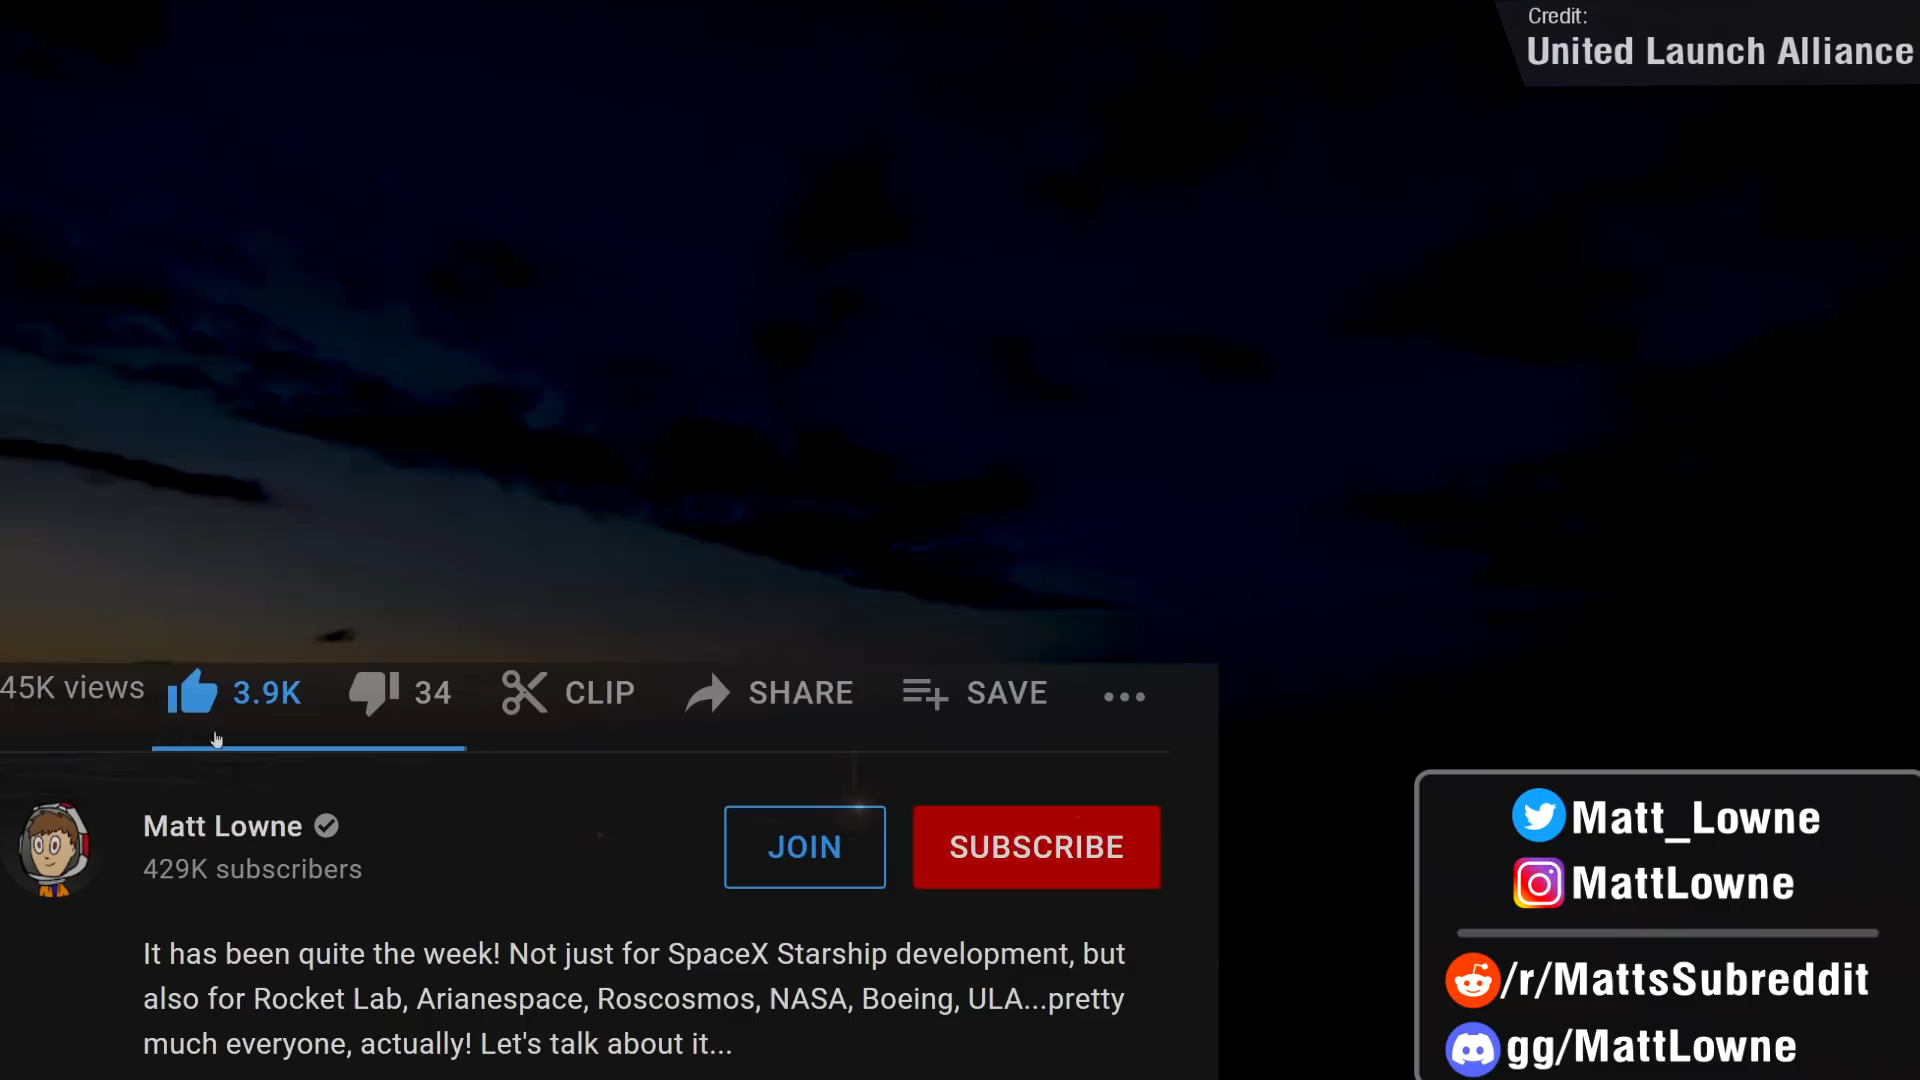 Credit:
United Launch Alliance
45K views 3.9K 34 CLIP SHARE SAVE
Matt Lowne
429K subscribers
JOIN
SUBSCRIBE
It has been quite the week! Not just for SpaceX Starship development, but
also for Rocket Lab, Arianespace, Roscosmos, NASA, Boeing, ULA...pretty
much everyone, actually! Let's talk about it...
Matt_Lowne
MattLowne
/r/MattsSubreddit
gg/MattLowne